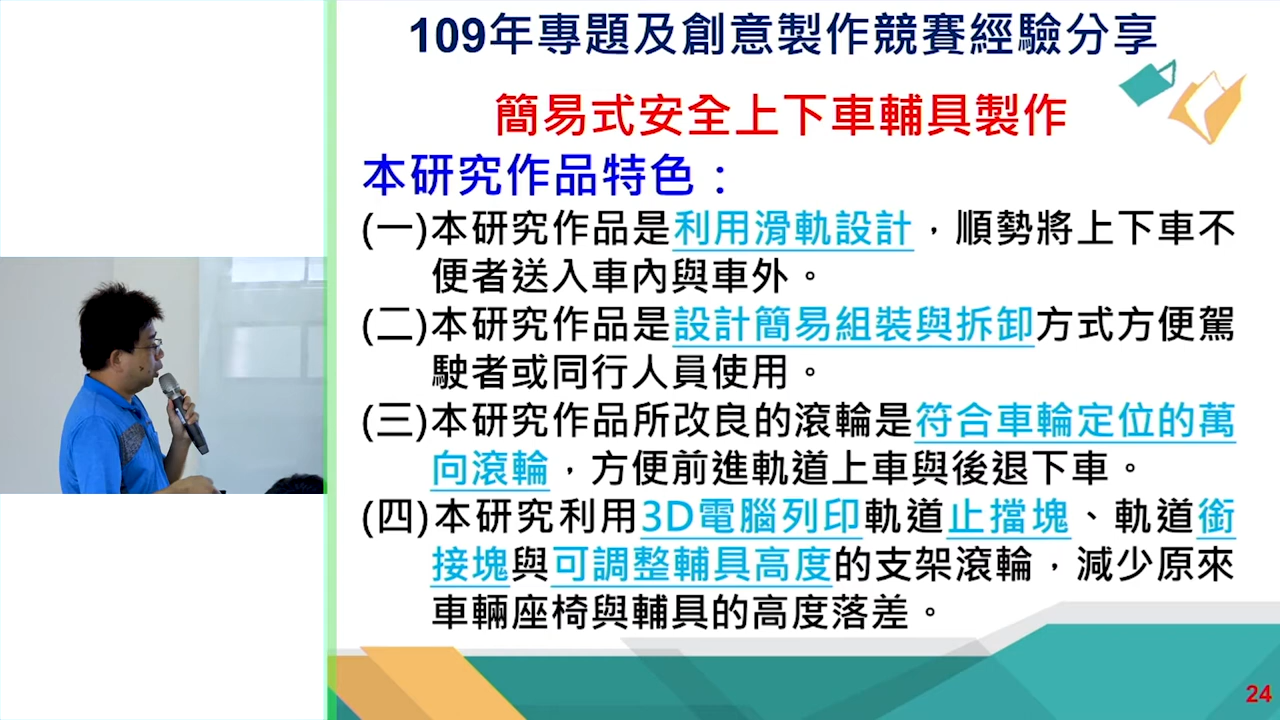 109年專題及創意製作競賽經驗分享
簡易式安全上下車輔具製作
本研究作品特色：
(一)本研究作品是利用滑軌設計，順勢將上下車不
便者送入車內與車外。
(二)本研究作品是設計簡易組裝與拆卸方式方便駕
駛者或同行人員使用。
(三)本研究作品所改良的滾輪是符合車輪定位的萬
向滾輪，方便前進軌道上車與後退下車。
(四)本研究利用3D電腦列印軌道止擋塊、軌道銜
接塊與可調整輔具高度的支架滾輪，減少原來
車輛座椅與輔具的高度落差。
24